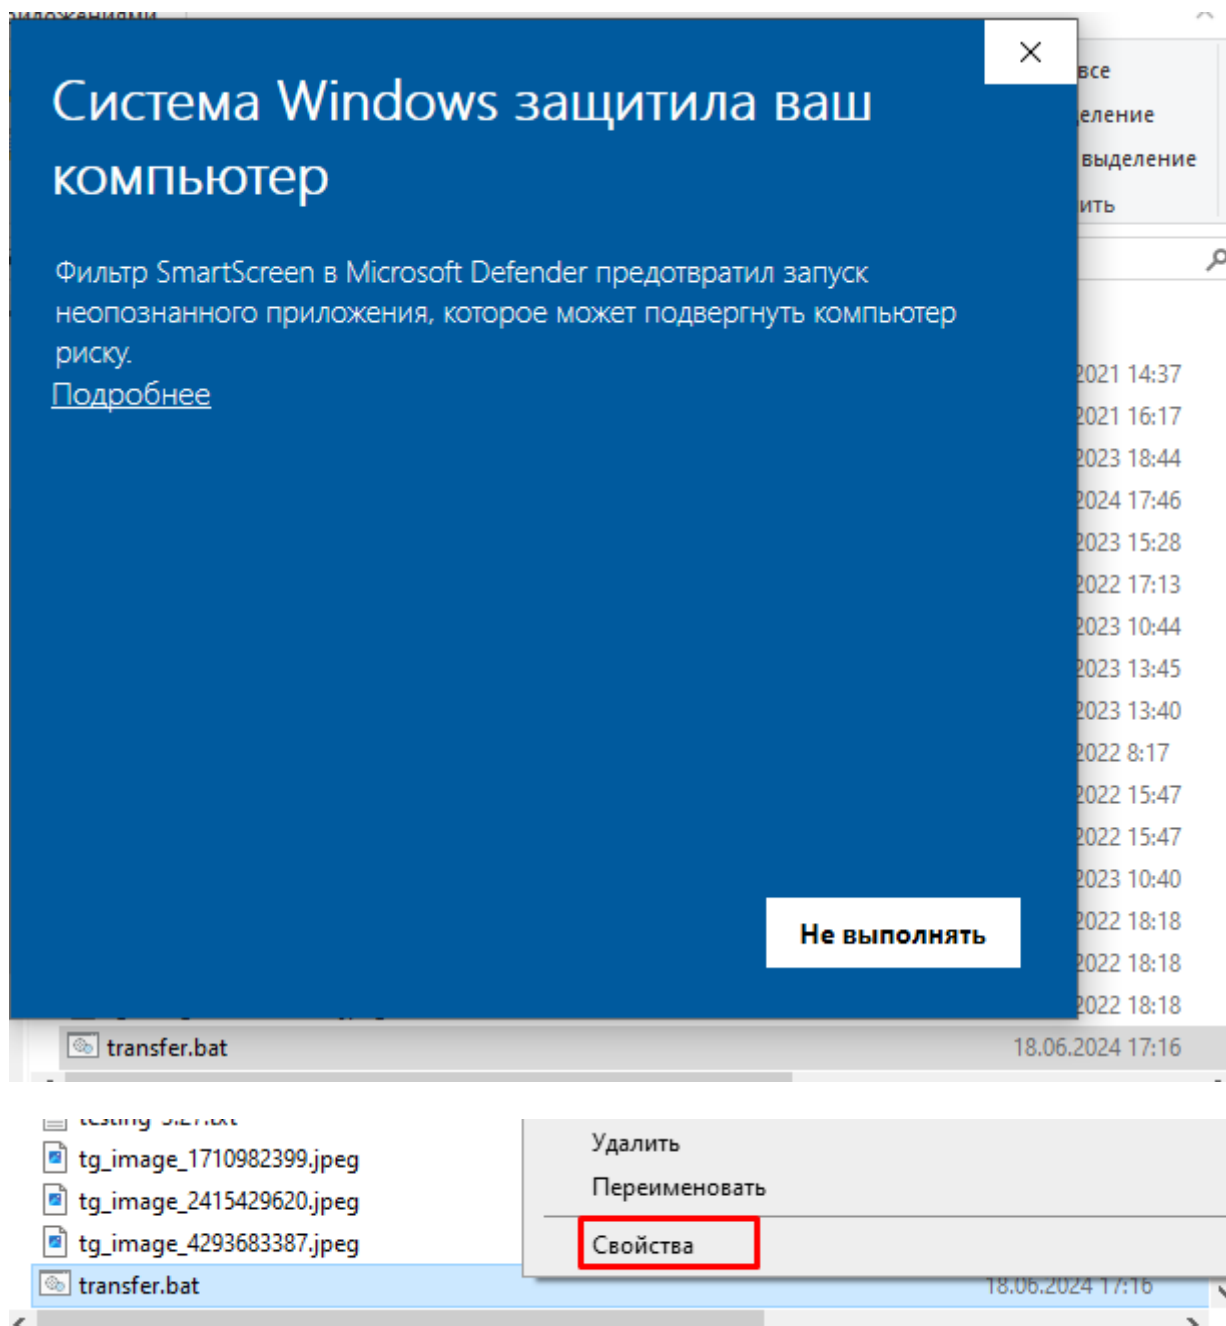 Система Windows защитила ваш
компьютер
Фильтр SmartScreen в Microsoft Defender предотвратил запуск
неопознанного приложения, которое может подвергнуть компьютер
риску.
Подробнее
Не выполнять
все
еление
выделение
ить
2021 14:37
2021 16:17
2023 18:44
2024 17:46
2023 15:28
2022 17:13
2023 10:44
2023 13:45
2023 13:40
2022 8:17
2022 15:47
2022 15:47
2023 10:40
2022 18:18
2022 18:18
2022 18:18
transfer.bat 18.06.2024 17:16
tg_image_1710982399.jpeg
tg_image_2415429620.jpeg
tg_image_4293683387.jpeg
transfer.bat 18.06.2024 17:16
Удалить
Переименовать
Свойства